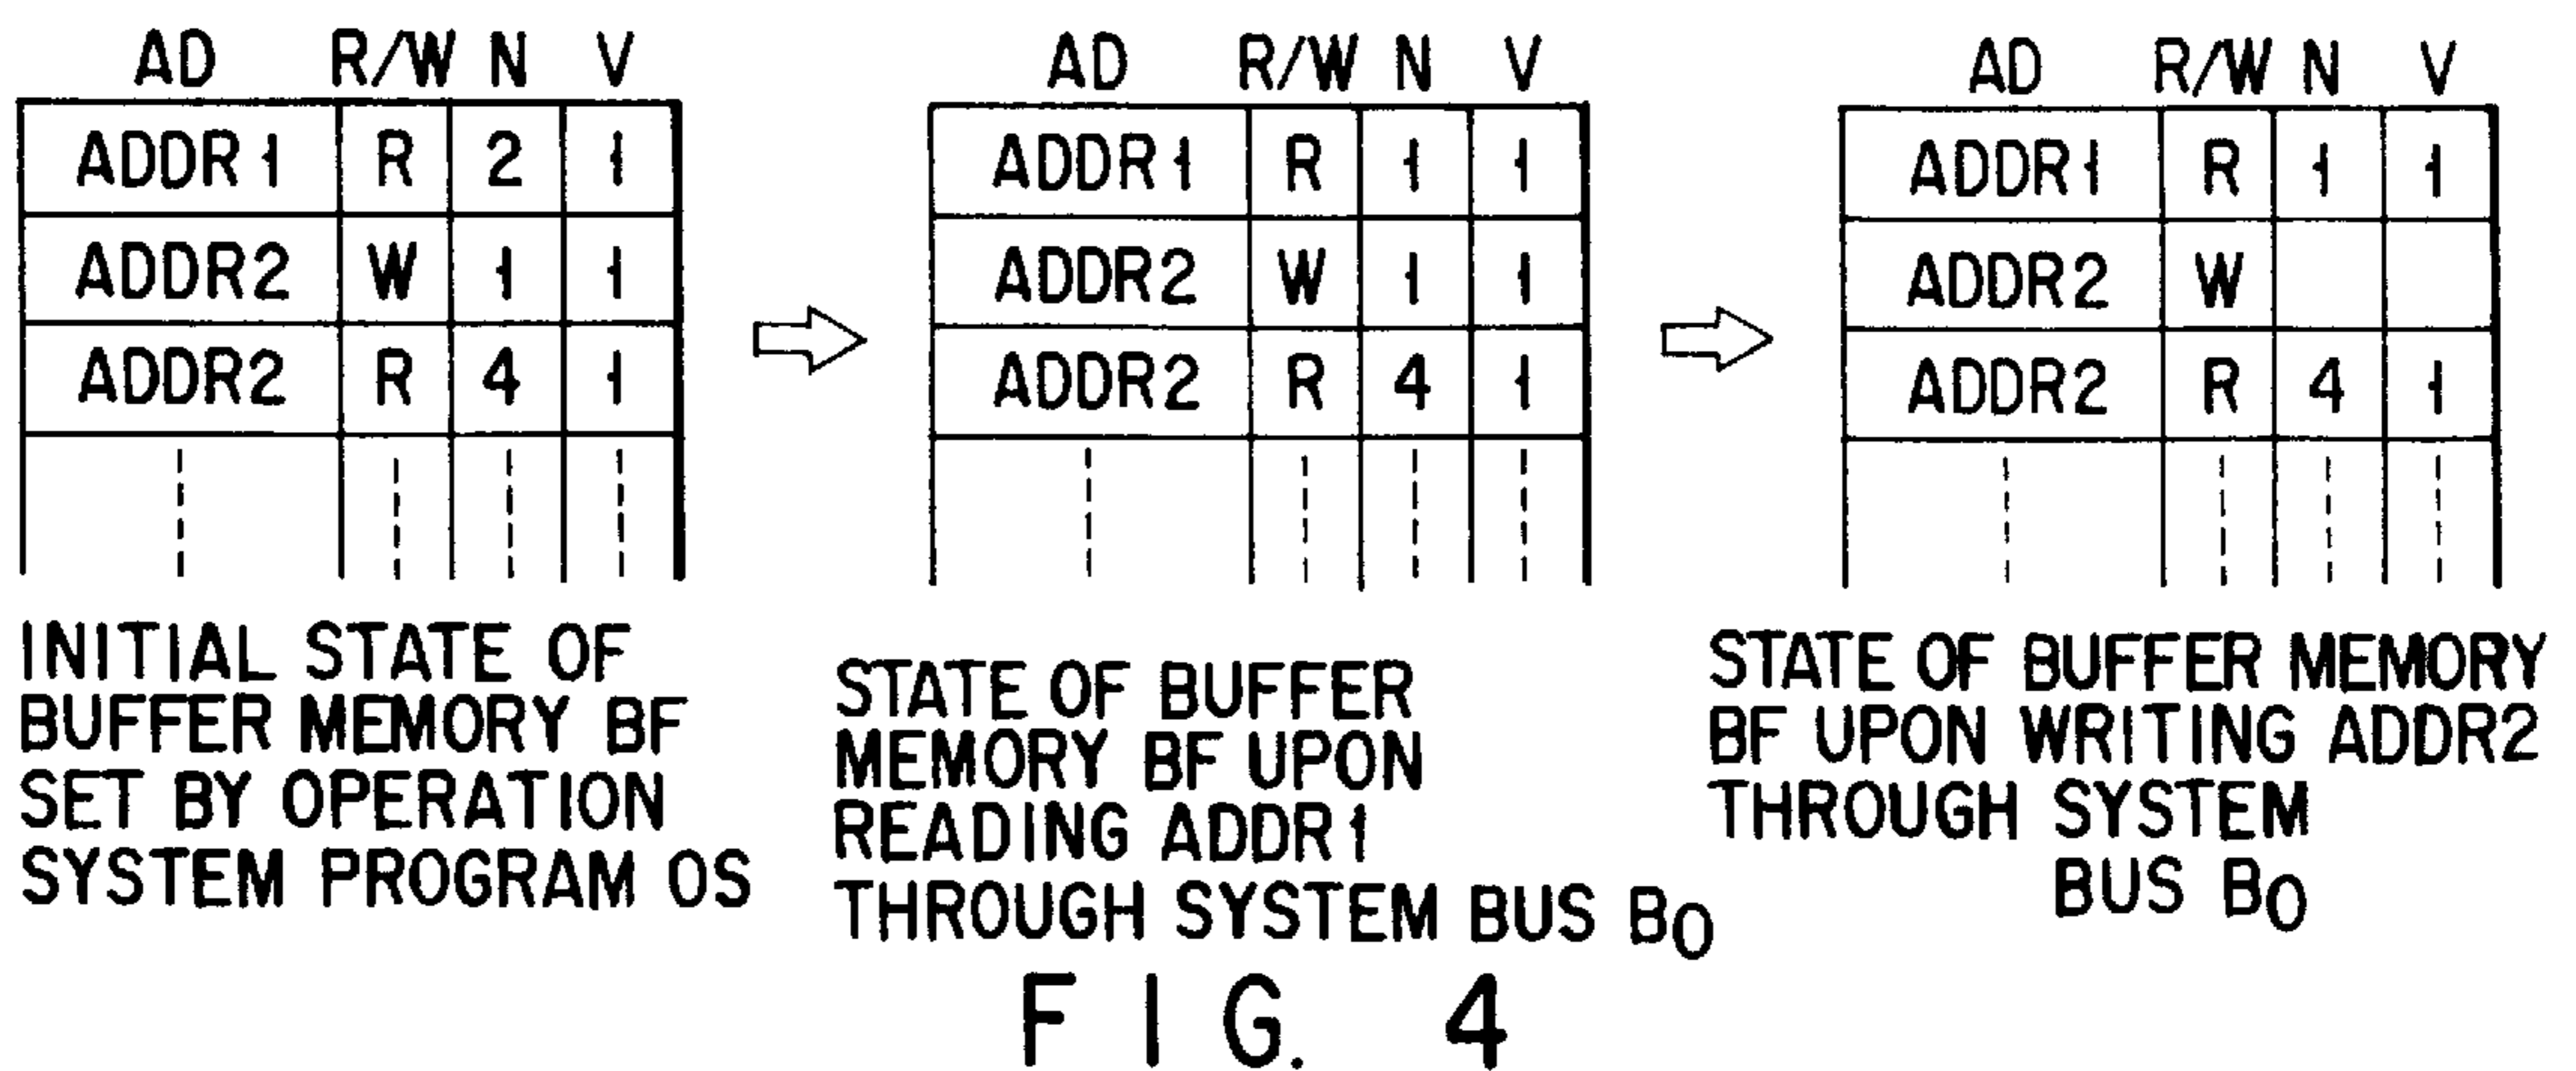 AD R/W N V
ADDR1 R 2 1
ADDR2 W 1 1
ADDR2 R 4 1
INITIAL STATE OF
BUFFER MEMORY BF
SET BY OPERATION
SYSTEM PROGRAM OS
AD R/W N V
ADDR1 R 1 1
ADDR2 W 1 1
ADDR2 R 4 1
STATE OF BUFFER
MEMORY BF UPON
READING ADDR1
THROUGH SYSTEM BUS B0
AD R/W N V
ADDR1 R 1 1
ADDR2 W
ADDR2 R 4 1
STATE OF BUFFER MEMORY
BF UPON WRITING ADDR2
THROUGH SYSTEM
BUS B0
FIG. 4